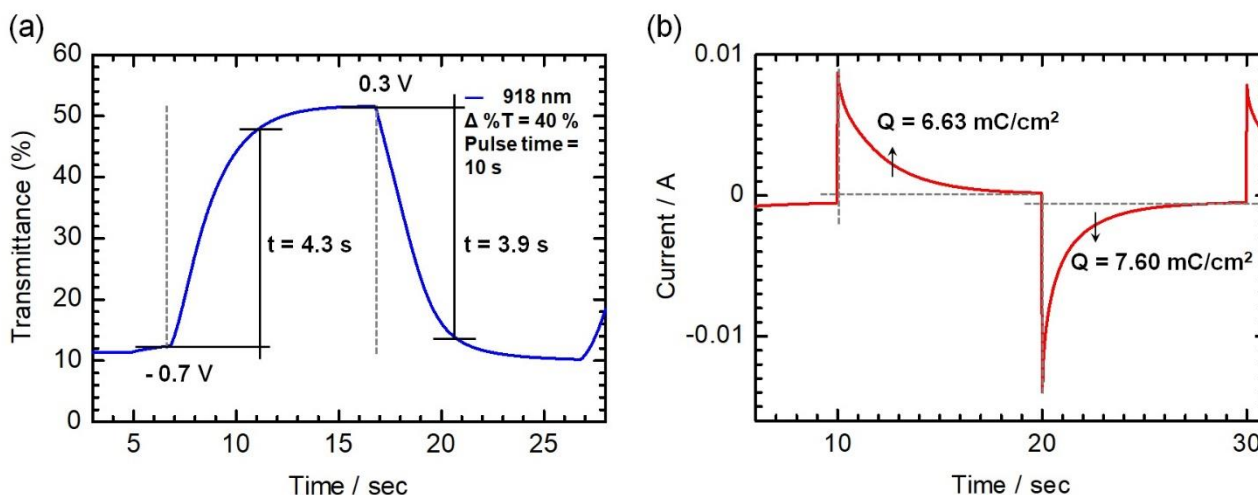 (a)
60
50
40
30
20
10
0
Transmittance (%)
0.3 V
— 918 nm
Δ %T = 40 %
Pulse time =
10 s
t = 4.3 s
t = 3.9 s
- 0.7 V
5 10 15 20 25
Time / sec
(b)
0.01
0
-0.01
Current / A
Q = 6.63 mC/cm²
Q = 7.60 mC/cm²
10 20 30
Time / sec